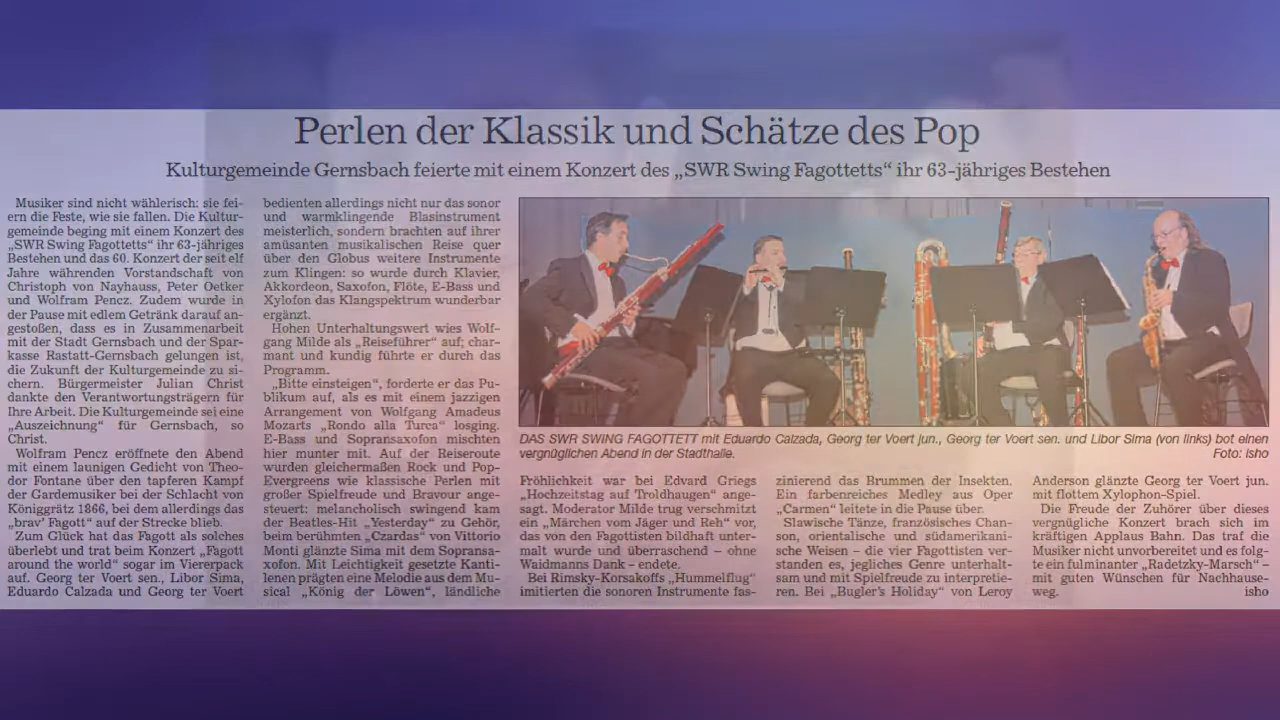 Perlen der Klassik und Schätze des Pop
Kulturgemeinde Gernsbach feierte mit einem Konzert des „SWR Swing Fagottetts“ ihr 63-jähriges Bestehen
Musiker sind nicht wählerisch: sie fei-
ern die Feste, wie sie fallen. Die Kultur-
gemeinde beging mit einem Konzert des
„SWR Swing Fagottetts“ ihr 63-jähriges
Bestehen und das 60. Konzert der seit elf
Jahre währenden Vorstandschaft von
Christoph von Nayhauss, Peter Oetker
und Wolfram Pencz. Zudem wurde in
der Pause mit edlem Getränk darauf an-
gestoßen, dass es in Zusammenarbeit
mit der Stadt Gernsbach und der Spar-
kasse Rastatt-Gernsbach gelungen ist,
die Zukunft der Kulturgemeinde zu si-
chern. Bürgermeister Julian Christ
dankte den Verantwortungsträgern für
Ihre Arbeit. Die Kulturgemeinde sei eine
„Auszeichnung“ für Gernsbach, so
Christ.
Wolfram Pencz eröffnete den Abend
mit einem launigen Gedicht von Theo-
dor Fontane über den tapferen Kampf
der Gardemusiker bei der Schlacht von
Königgrätz 1866, bei dem allerdings das
„brav’ Fagott“ auf der Strecke blieb.
Zum Glück hat das Fagott als solches
überlebt und trat beim Konzert „Fagott
around the world“ sogar im Viererpack
auf. Georg ter Voert sen., Libor Sima,
Eduardo Calzada und Georg ter Voert
bedienten allerdings nicht nur das sonor
und warmklingende Blasinstrument
meisterlich, sondern brachten auf ihrer
amüsanten musikalischen Reise quer
über den Globus weitere Instrumente
zum Klingen: so wurde durch Klavier,
Akkordeon, Saxofon, Flöte, E-Bass und
Xylofon das Klangspektrum wunderbar
ergänzt.
Hohen Unterhaltungswert wies Wolf-
gang Milde als „Reiseführer“ auf; char-
mant und kundig führte er durch das
Programm.
„Bitte einsteigen“, forderte er das Pu-
blikum auf, als es mit einem jazzigen
Arrangement von Wolfgang Amadeus
Mozarts „Rondo alla Turca“ losging.
E-Bass und Sopransaxofon mischten
hier munter mit. Auf der Reiseroute
wurden gleichermaßen Rock und Pop-
Evergreens wie klassische Perlen mit
großer Spielfreude und Bravour ange-
steuert: melancholisch swingend kam
der Beatles-Hit „Yesterday“ zu Gehör,
beim berühmten „Czardas“ von Vittorio
Monti glänzte Sima mit dem Sopransa-
xofon. Mit Leichtigkeit gesetzte Kanti-
lenen prägten eine Melodie aus dem Mu-
sical „König der Löwen“, ländliche
DAS SWR SWING FAGOTTETT mit Eduardo Calzada, Georg ter Voert jun., Georg ter Voert sen. und Libor Sima (von links) bot einen
vergnüglichen Abend in der Stadthalle. Foto: isho
Fröhlichkeit war bei Edvard Griegs
„Hochzeitstag auf Troldhaugen“ ange-
sagt. Moderator Milde trug verschmitzt
ein „Märchen vom Jäger und Reh“ vor,
das von den Fagottisten bildhaft unter-
malt wurde und überraschend – ohne
Waidmanns Dank – endete.
Bei Rimsky-Korsakoffs „Hummelflug“
imitierten die sonoren Instrumente fas-
zinierend das Brummen der Insekten.
Ein farbenreiches Medley aus Oper
„Carmen“ leitete in die Pause über.
Slawische Tänze, französisches Chan-
son, orientalische und südamerikani-
sche Weisen – die vier Fagottisten ver-
standen es, jegliches Genre unterhalt-
sam und mit Spielfreude zu interpretie-
ren. Bei „Bugler’s Holiday“ von Leroy
Anderson glänzte Georg ter Voert jun.
mit flottem Xylophon-Spiel.
Die Freude der Zuhörer über dieses
vergnügliche Konzert brach sich im
kräftigen Applaus Bahn. Das traf die
Musiker nicht unvorbereitet und es folg-
te ein fulminanter „Radetzky-Marsch“ –
mit guten Wünschen für Nachhause-
weg. isho